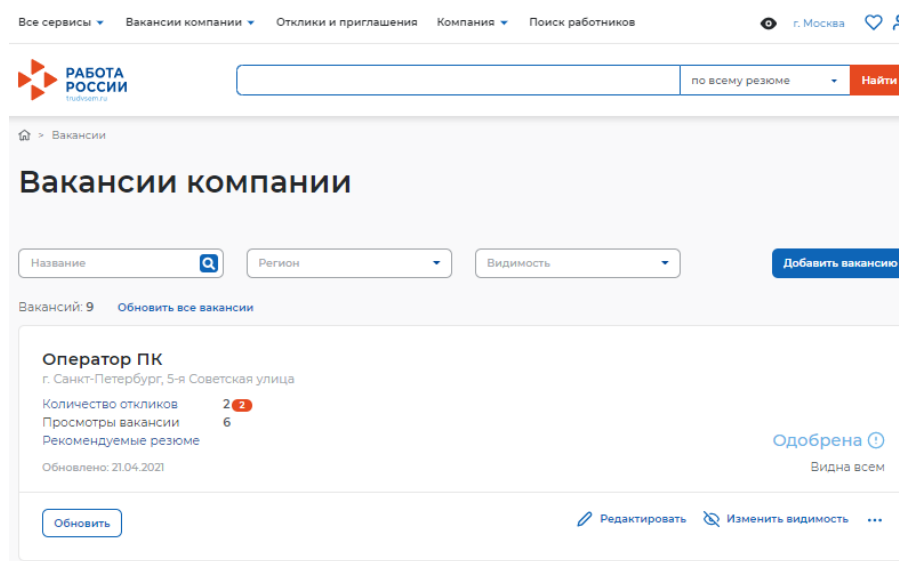 Все сервисы Вакансии компании Отклики и приглашения Компания Поиск работников г. Москва
РАБОТА
РОССИИ
trudvsem.ru
по всему резюме Найти
> Вакансии
Вакансии компании
Название Регион Видимость Добавить вакансию
Вакансий: 9 Обновить все вакансии
Оператор ПК
г. Санкт-Петербург, 5-я Советская улица
Количество откликов 2 2
Просмотры вакансии 6
Рекомендуемые резюме
Одобрена
Обновлено: 21.04.2021 Видна всем
Обновить Редактировать Изменить видимость ...